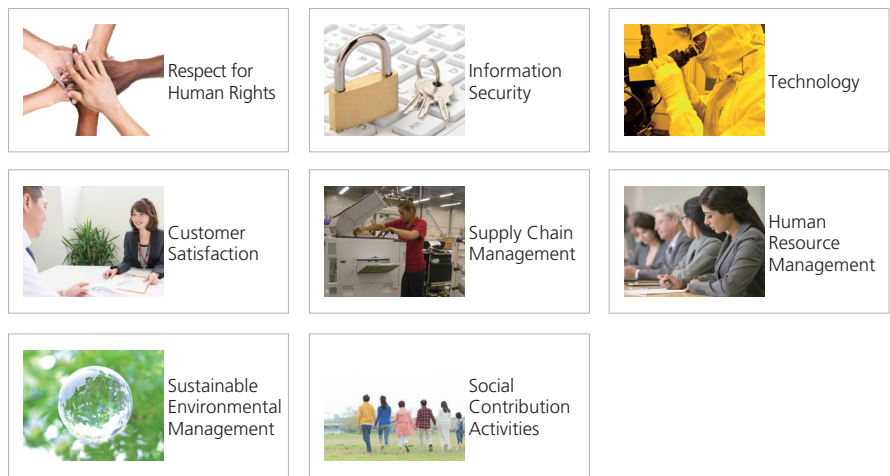 Respect for
Human Rights
Information
Security
Technology
Customer
Satisfaction
Supply Chain
Management
Human
Resource
Management
Sustainable
Environmental
Management
Social
Contribution
Activities